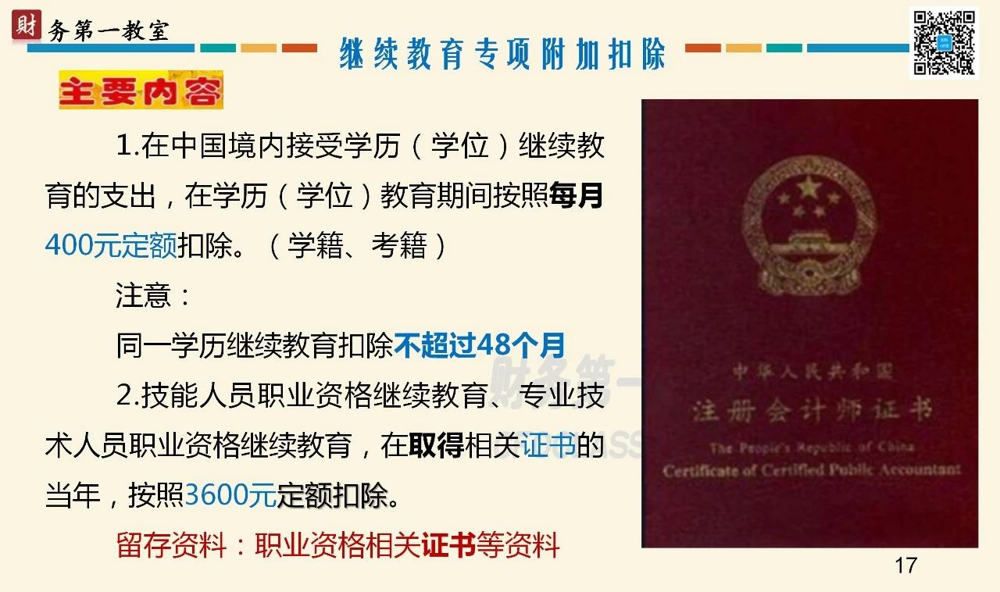 财务第一教室
继续教育专项附加扣除
主要内容
1.在中国境内接受学历（学位）继续教
育的支出，在学历（学位）教育期间按照每月
400元定额扣除。（学籍、考籍）
注意：
同一学历继续教育扣除不超过48个月
2.技能人员职业资格继续教育、专业技
术人员职业资格继续教育，在取得相关证书的
当年，按照3600元定额扣除。
留存资料：职业资格相关证书等资料
财务第一
中华人民共和国
注册会计师证书
The People's Republic of China
Certificate of Certified Public Accountant
17